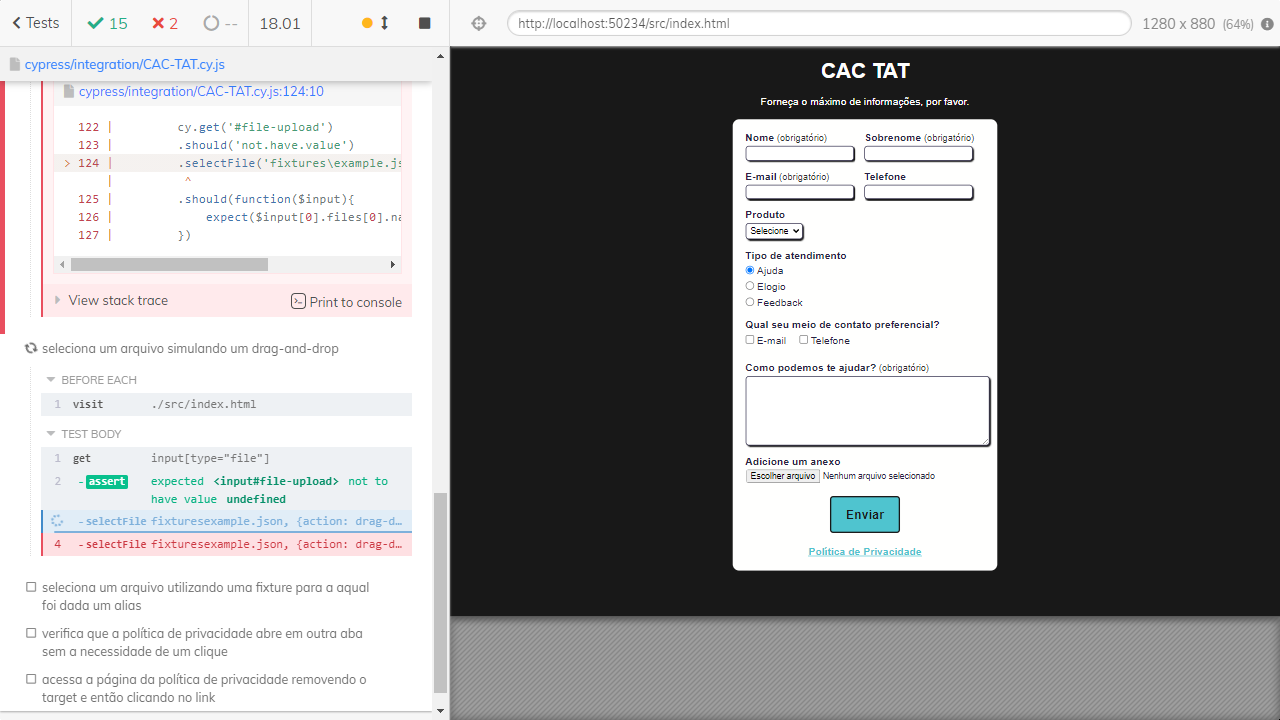 Tests
15
2
--
18.01
http://localhost:50234/src/index.html
1280 x 880 (64%)
cypress/integration/CAC-TAT.cy.js
cypress/integration/CAC-TAT.cy.js:124:10
122 | cy.get('#file-upload')
123 | .should('not.have.value')
> 124 | .selectFile('fixtures\example.js
| ^
125 | .should(function($input){
126 | expect($input[0].files[0].na
127 | })
View stack trace
Print to console
seleciona um arquivo simulando um drag-and-drop
BEFORE EACH
1 visit ./src/index.html
TEST BODY
1 get input[type="file"]
2 -assert expected <input#file-upload> not to
have value undefined
-selectFile fixturesexample.json, {action: drag-d…
4 -selectFile fixturesexample.json, {action: drag-d…
seleciona um arquivo utilizando uma fixture para a aqual
foi dada um alias
verifica que a política de privacidade abre em outra aba
sem a necessidade de um clique
acessa a página da política de privacidade removendo o
target e então clicando no link
CAC TAT
Forneça o máximo de informações, por favor.
Nome (obrigatório)
Sobrenome (obrigatório)
E-mail (obrigatório)
Telefone
Produto
Selecione
Tipo de atendimento
Ajuda
Elogio
Feedback
Qual seu meio de contato preferencial?
E-mail
Telefone
Como podemos te ajudar? (obrigatório)
Adicione um anexo
Escolher arquivo Nenhum arquivo selecionado
Enviar
Política de Privacidade